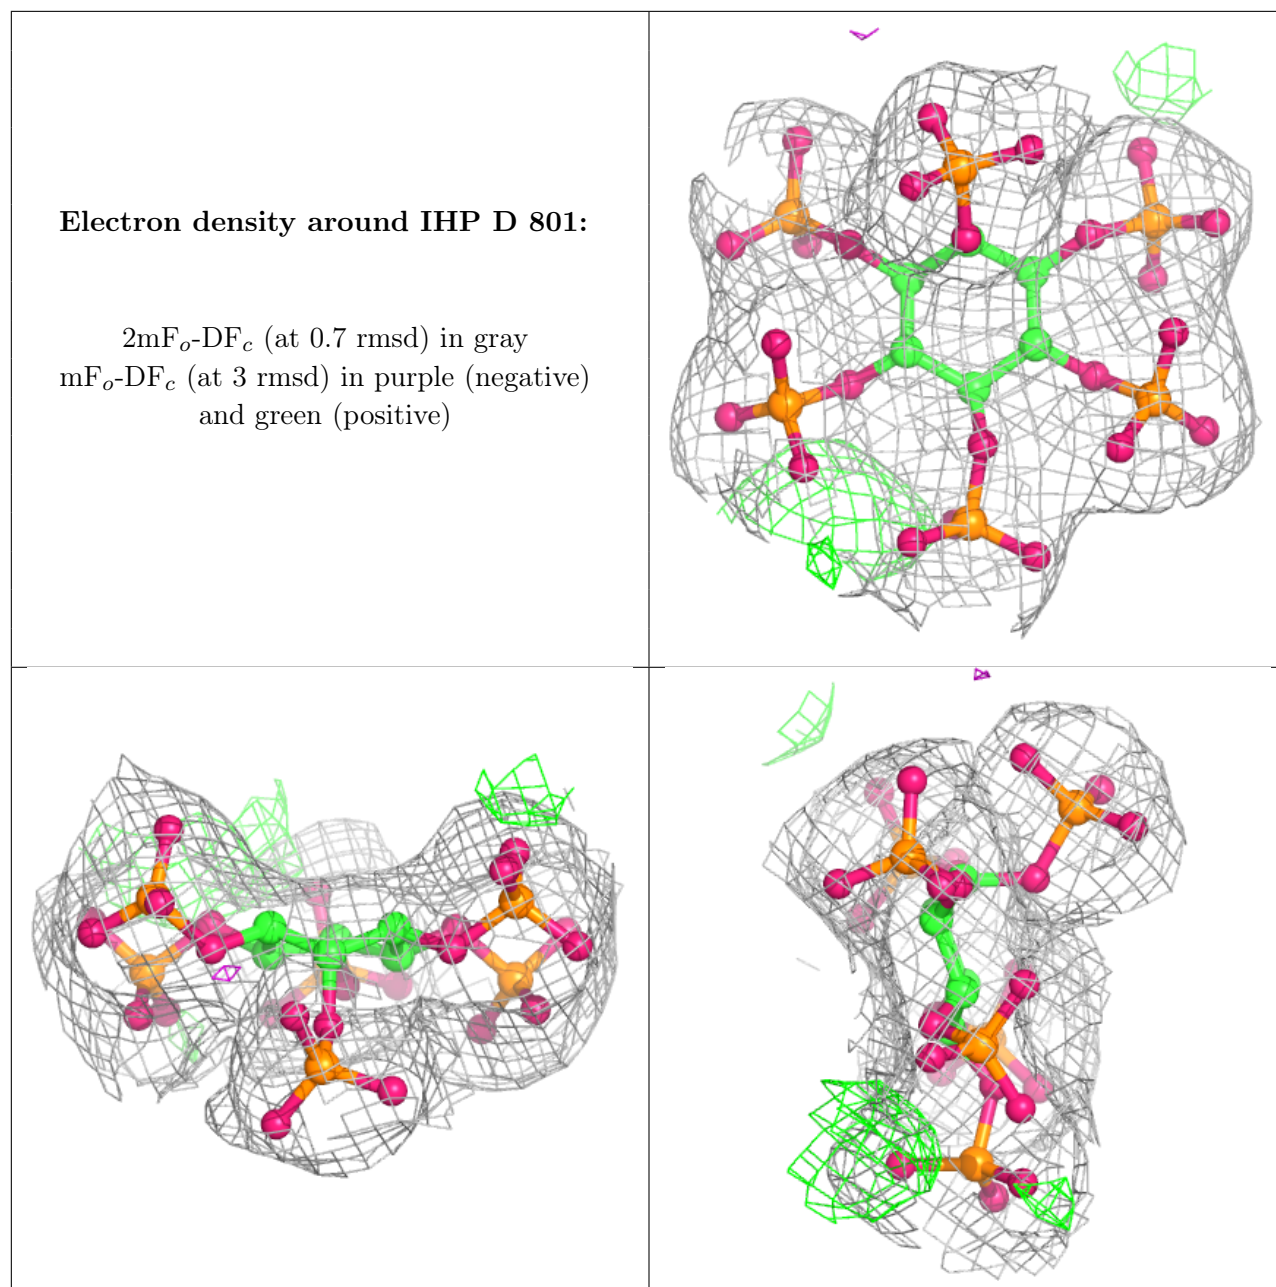 Electron density around IHP D 801:
2mFo-DFc (at 0.7 rmsd) in gray
mFo-DFc (at 3 rmsd) in purple (negative)
and green (positive)